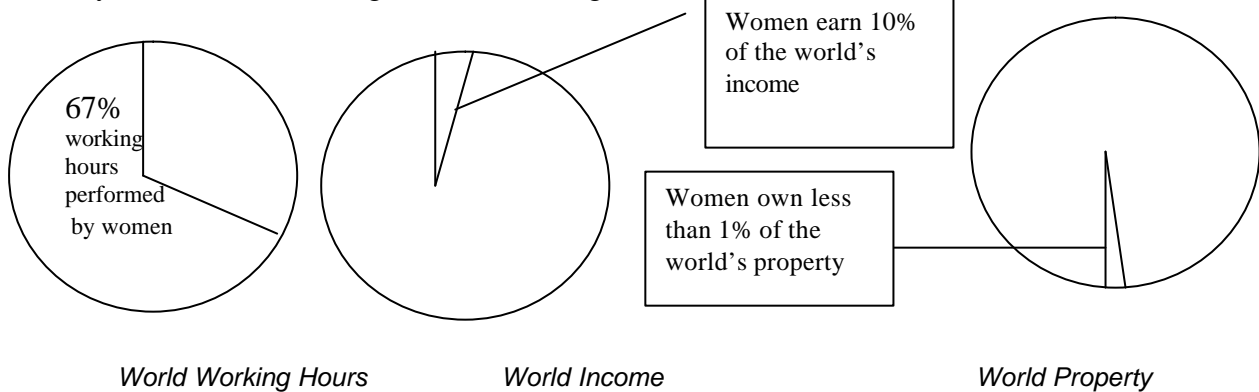 67%
working
hours
performed
by women
Women earn 10%
of the world's
income
Women own less
than 1% of the
world's property
World Working Hours
World Income
World Property